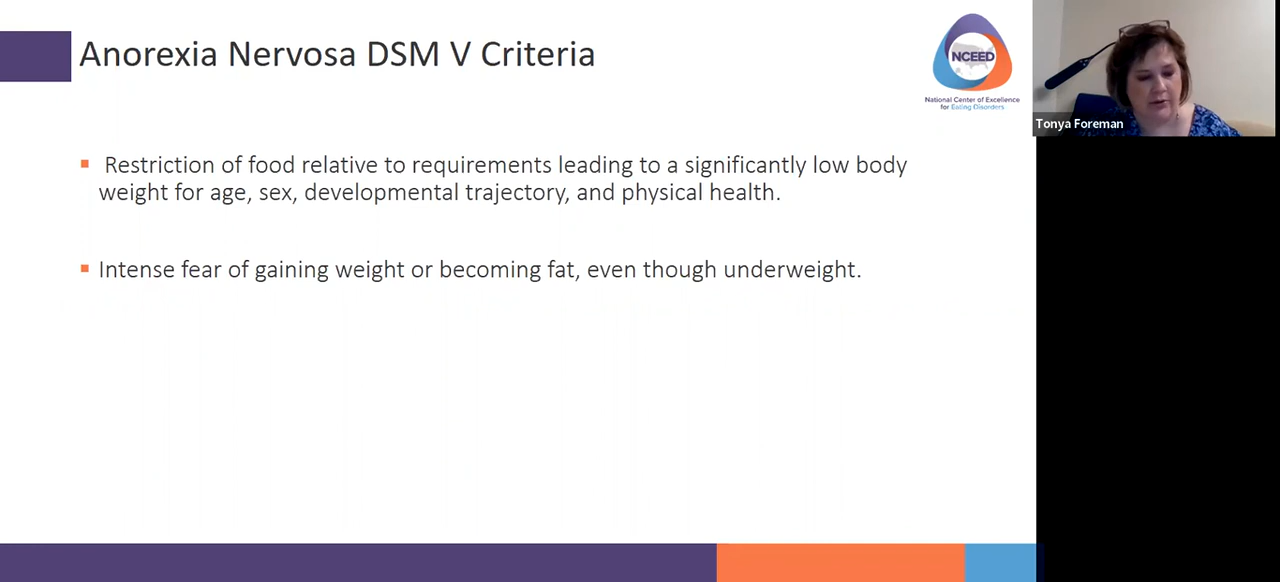 Anorexia Nervosa DSM V Criteria
NCEED
National Center of Excellence
for Eating Disorders
Tonya Foreman
Restriction of food relative to requirements leading to a significantly low body
weight for age, sex, developmental trajectory, and physical health.
Intense fear of gaining weight or becoming fat, even though underweight.